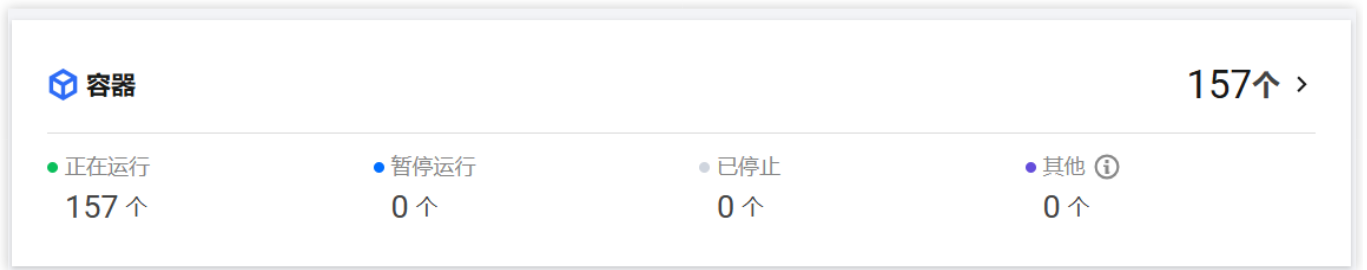 容器 157个
正在运行 暂停运行 已停止 其他
157 个 0 个 0 个 0 个